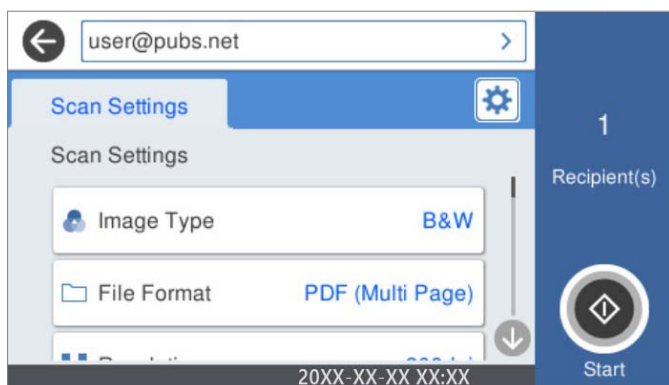 user@pubs.net
Scan Settings
Scan Settings
1
Recipient(s)
Image Type B&W
File Format PDF (Multi Page)
20XX-XX-XX XX:XX
Start